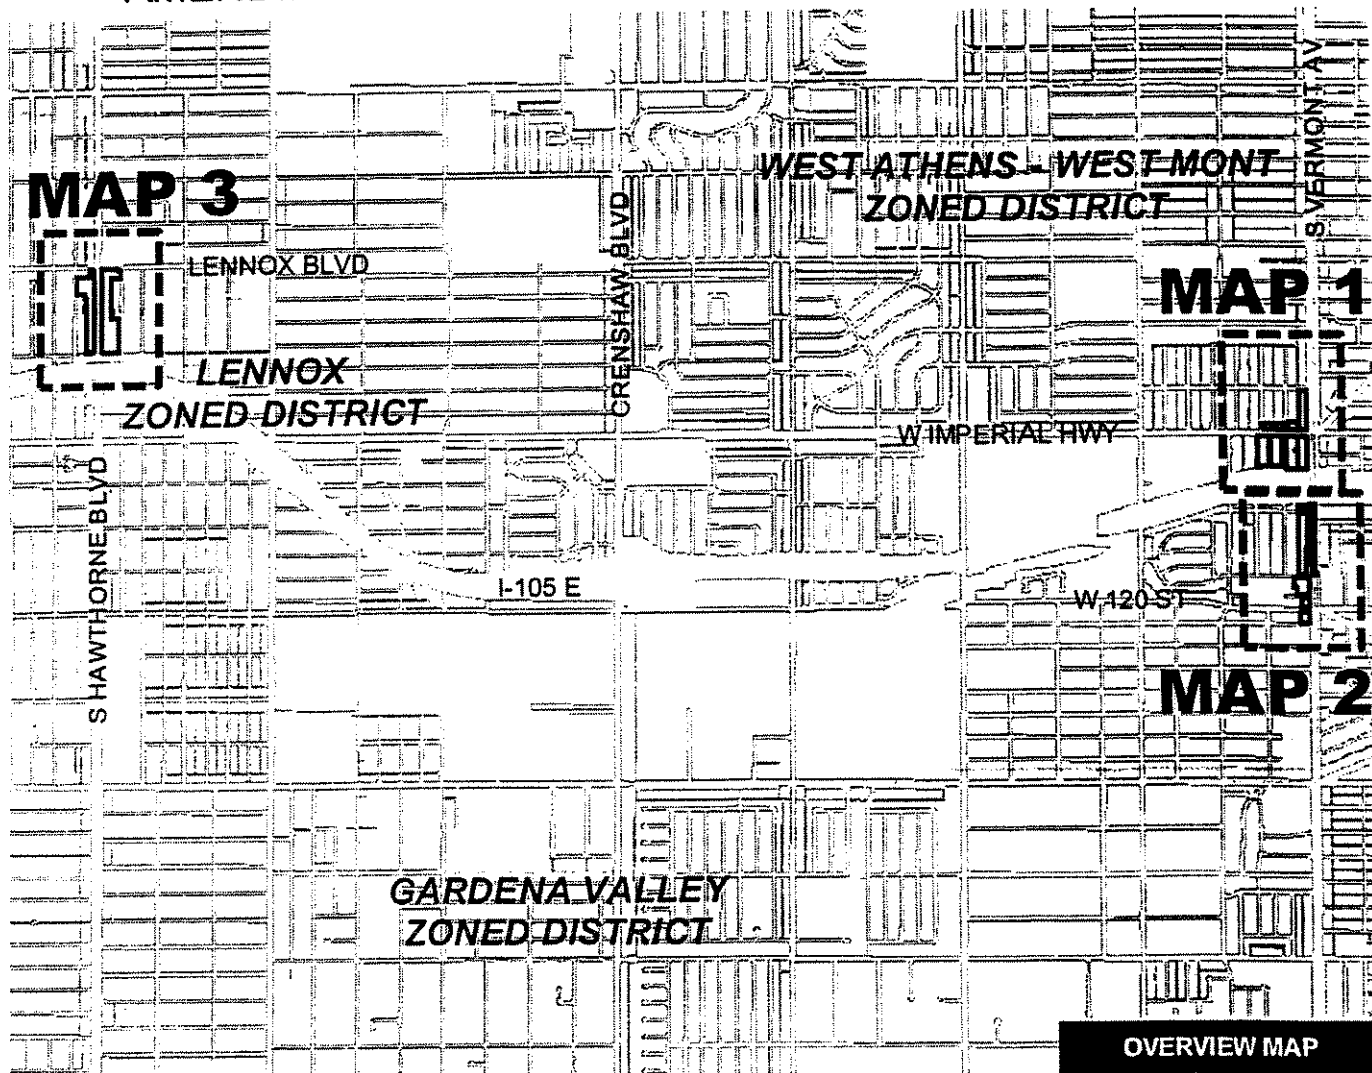 WEST ATHENS - WEST MONT
ZONED DISTRICT
S VERMONT AV
MAP 3
LENNOX BLVD
CRENSHAW BLVD
MAP 1
LENNOX
ZONED DISTRICT
W IMPERIAL HWY
S HAWTHORNE BLVD
I-105 E
W 120 ST
MAP 2
GARDENA VALLEY
ZONED DISTRICT
OVERVIEW MAP